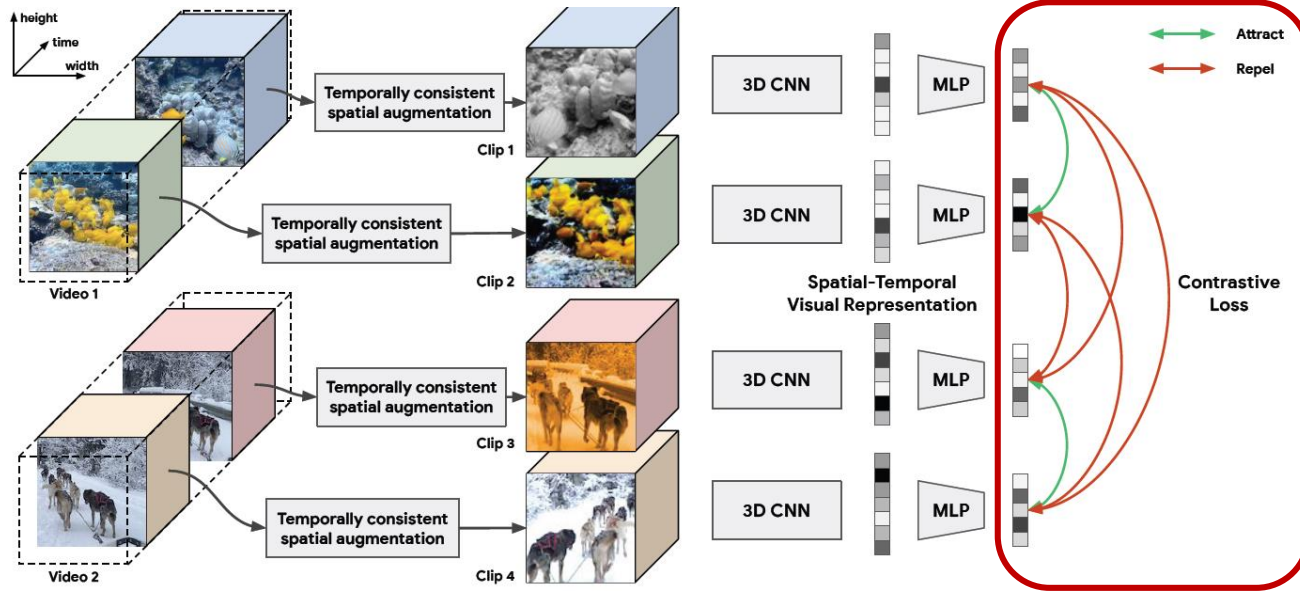 height
time
width
Temporally consistent
spatial augmentation
Clip 1
3D CNN
MLP
Attract
Repel
Temporally consistent
spatial augmentation
Clip 2
3D CNN
MLP
Video 1
Spatial-Temporal
Visual Representation
Contrastive
Loss
Temporally consistent
spatial augmentation
Clip 3
3D CNN
MLP
Temporally consistent
spatial augmentation
Clip 4
3D CNN
MLP
Video 2